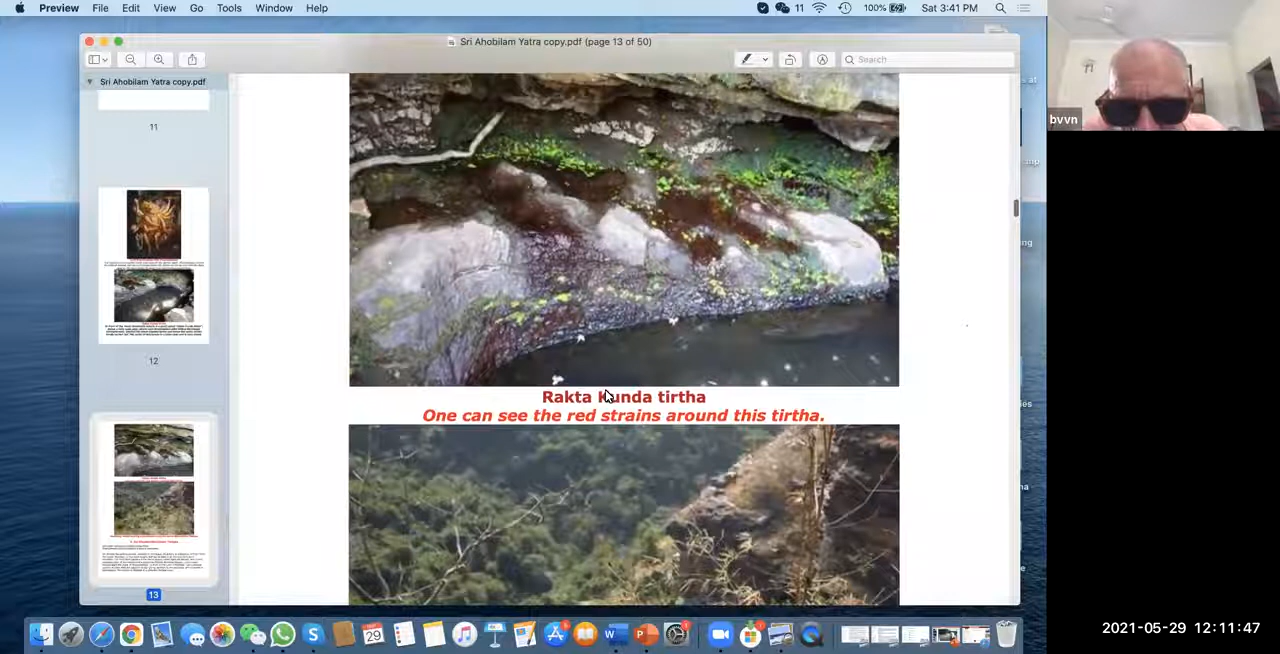 Preview File Edit View Go Tools Window Help
11 100% Sat 3:41 PM
Sri Ahobilam Yatra copy.pdf (page 13 of 50)
Search
Sri Ahobilam Yatra copy.pdf
11
12
13
Rakta Kunda tirtha
One can see the red strains around this tirtha.
bvvn
2021-05-29 12:11:47